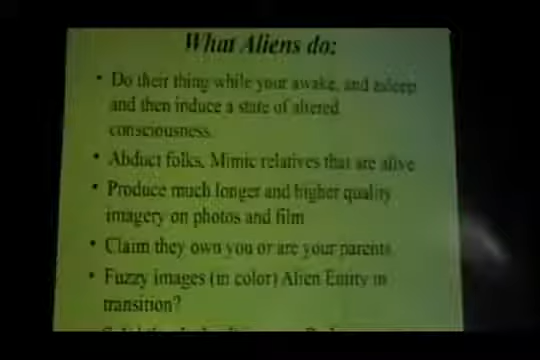 What Aliens do:
• Do their thing while your awake, and asleep
and then induce a state of altered
consciousness.
• Abduct folks, Mimic relatives that are alive
• Produce much longer and higher quality
imagery on photos and film
• Claim they own you or are your parents.
• Fuzzy images (in color) Alien Entity in
transition?